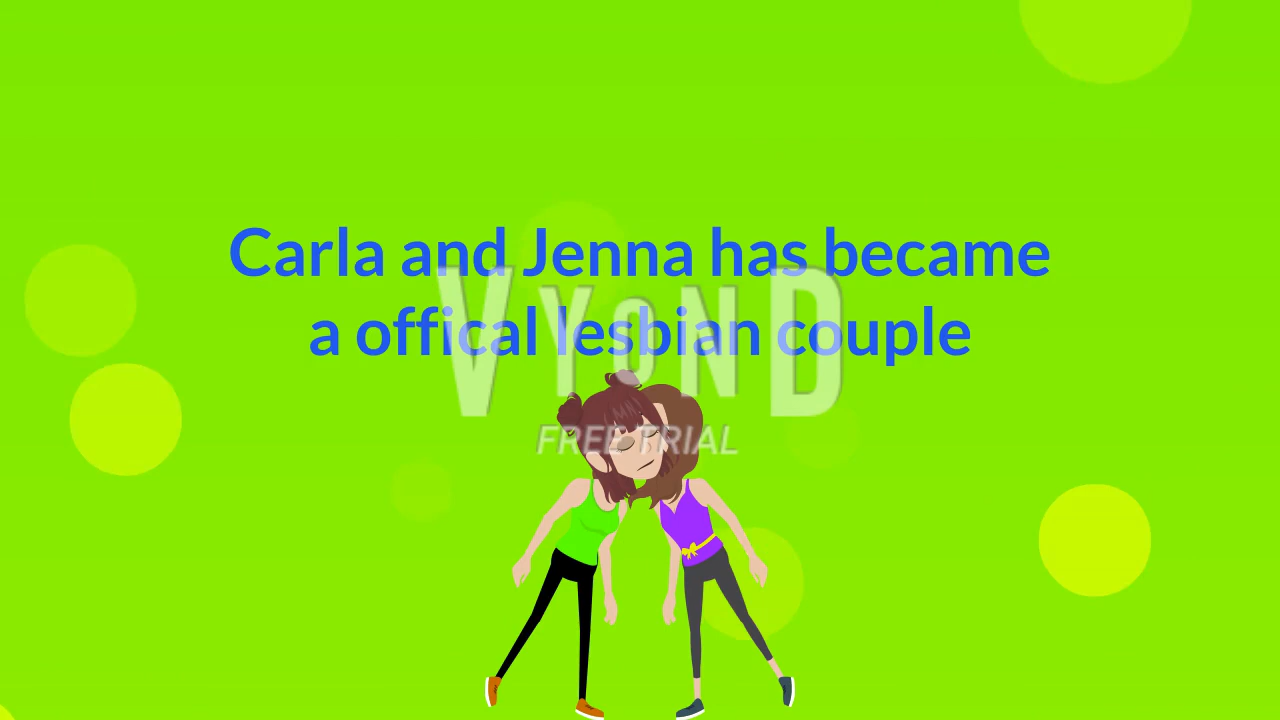 Carla and Jenna has became
a offical lesbian couple
VYOND
FREE TRIAL